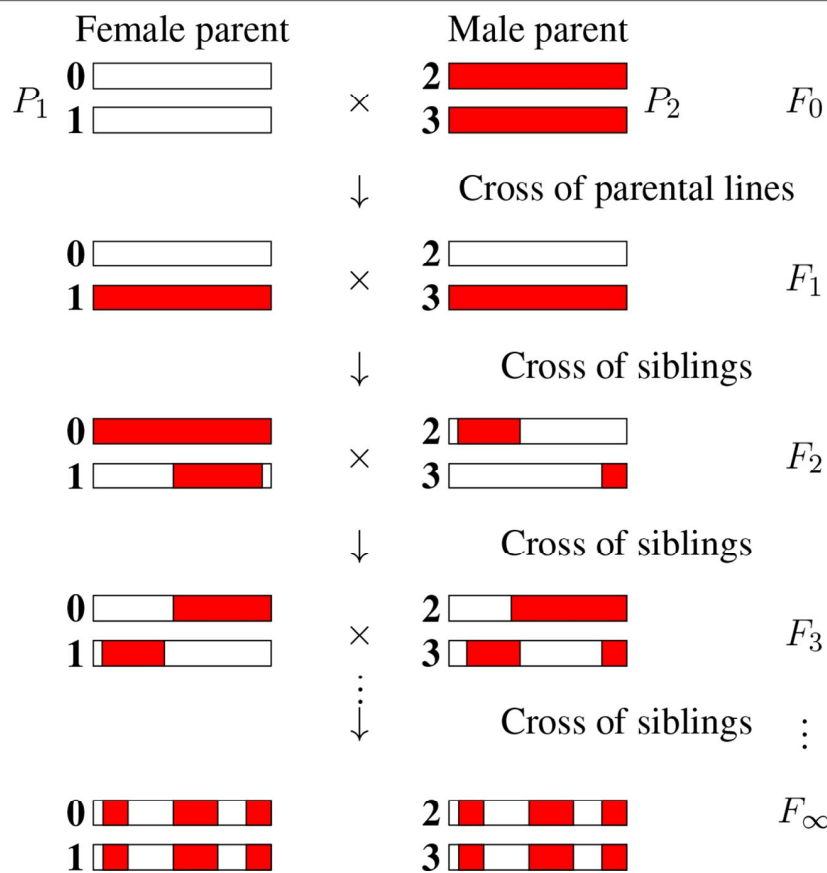 Female parent Male parent
0 2
P₁ × P₂ F₀
1 3
↓ Cross of parental lines
0 2
× F₁
1 3
↓ Cross of siblings
0 2
× F₂
1 3
↓ Cross of siblings
0 2
× F₃
1 3
⋮
↓ Cross of siblings ⋮
0 2 F∞
1 3